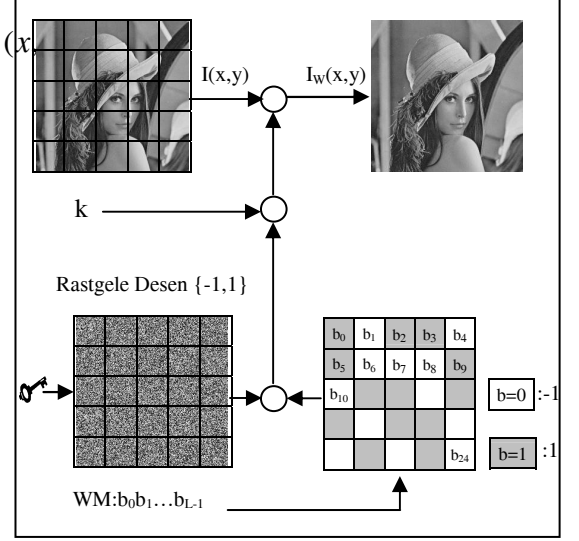 (x,
I(x,y)
I_W(x,y)
k
Rastgele Desen {-1,1}
b₀ b₁ b₂ b₃ b₄
b₅ b₆ b₇ b₈ b₉
b₁₀
b₂₄
b=0 :-1
b=1 :1
WM:b₀b₁…b_{L-1}